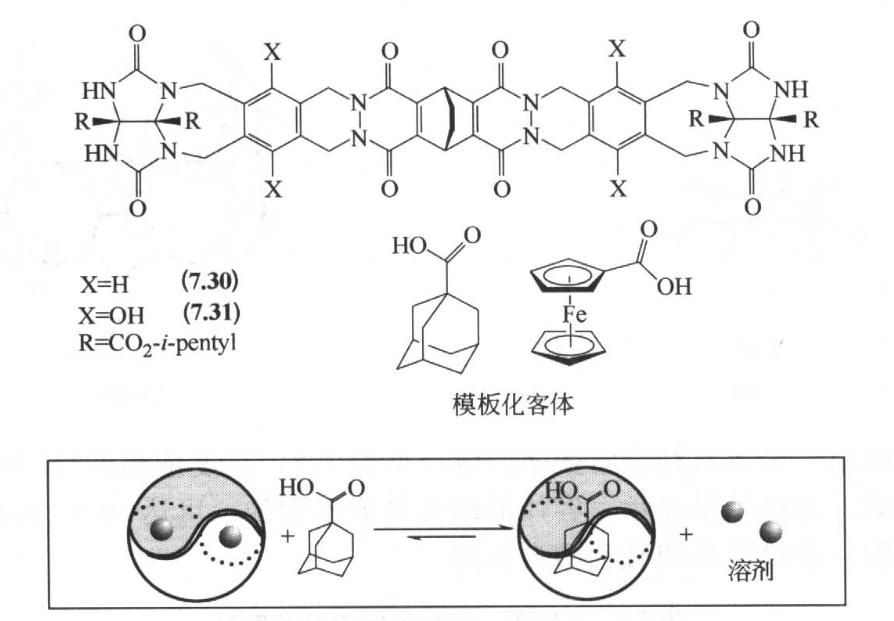 O
X
O
O
X
O
HN
N
N
N
N
N
NH
R
R
R
R
HN
N
N
N
N
N
NH
O
X
O
O
X
O
HO
O
O
OH
Fe
X=H (7.30)
X=OH (7.31)
R=CO₂-i-pentyl
模板化客体
HO
O
+
HO
O
+
溶剂